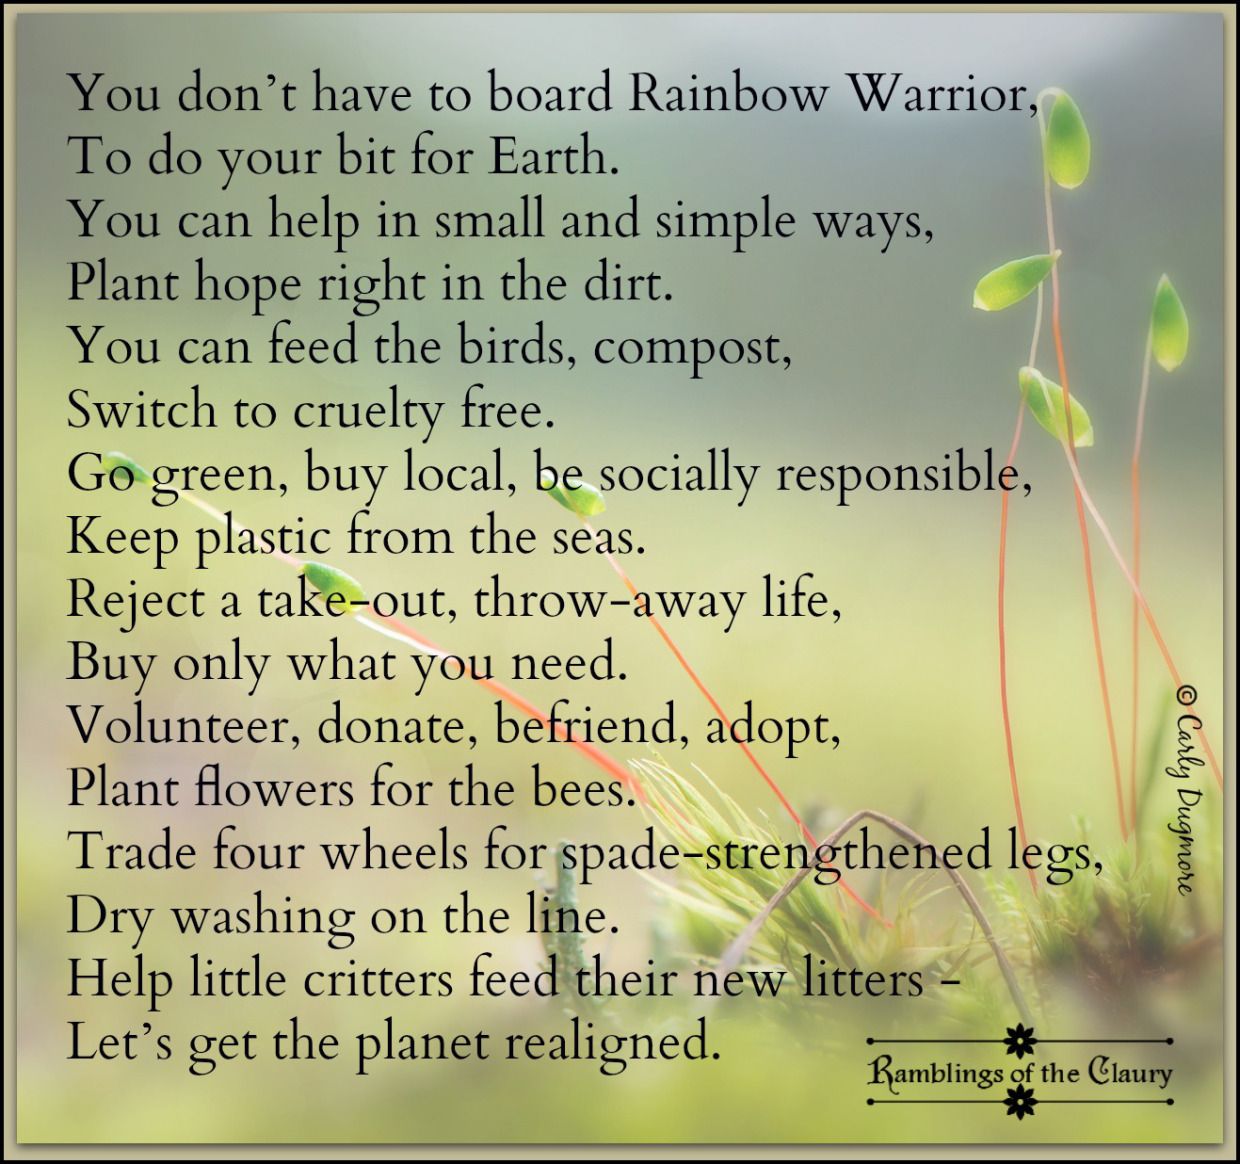 You don’t have to board Rainbow Warrior,
To do your bit for Earth.
You can help in small and simple ways,
Plant hope right in the dirt.
You can feed the birds, compost,
Switch to cruelty free.
Go green, buy local, be socially responsible,
Keep plastic from the seas.
Reject a take-out, throw-away life,
Buy only what you need.
Volunteer, donate, befriend, adopt,
Plant flowers for the bees.
Trade four wheels for spade-strengthened legs,
Dry washing on the line.
Help little critters feed their new litters -
Let’s get the planet realigned.
© Carly Dugmore
Ramblings of the Claury